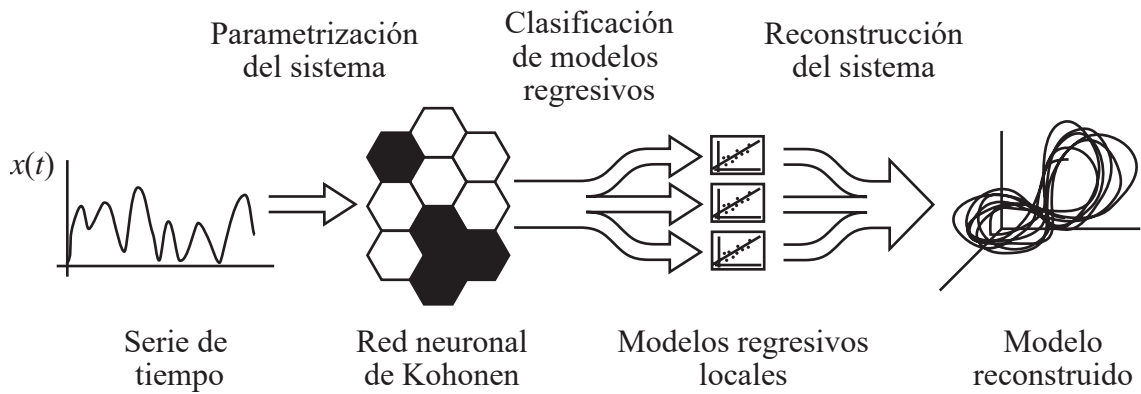 Parametrización
del sistema
Clasificación
de modelos
regresivos
Reconstrucción
del sistema
x(t)
Serie de
tiempo
Red neuronal
de Kohonen
Modelos regresivos
locales
Modelo
reconstruido